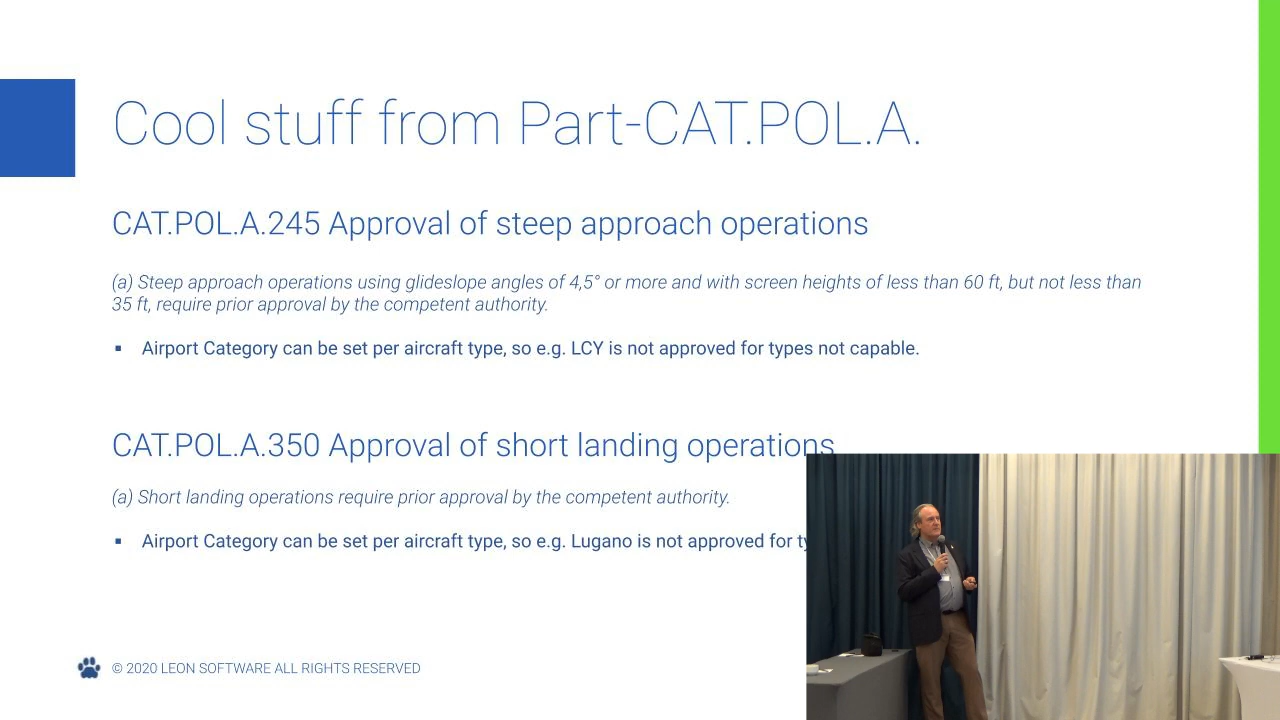 Cool stuff from Part-CAT.POL.A.
CAT.POL.A.245 Approval of steep approach operations
(a) Steep approach operations using glideslope angles of 4,5° or more and with screen heights of less than 60 ft, but not less than
35 ft, require prior approval by the competent authority.
▪ Airport Category can be set per aircraft type, so e.g. LCY is not approved for types not capable.
CAT.POL.A.350 Approval of short landing operations
(a) Short landing operations require prior approval by the competent authority.
▪ Airport Category can be set per aircraft type, so e.g. Lugano is not approved for
© 2020 LEON SOFTWARE ALL RIGHTS RESERVED